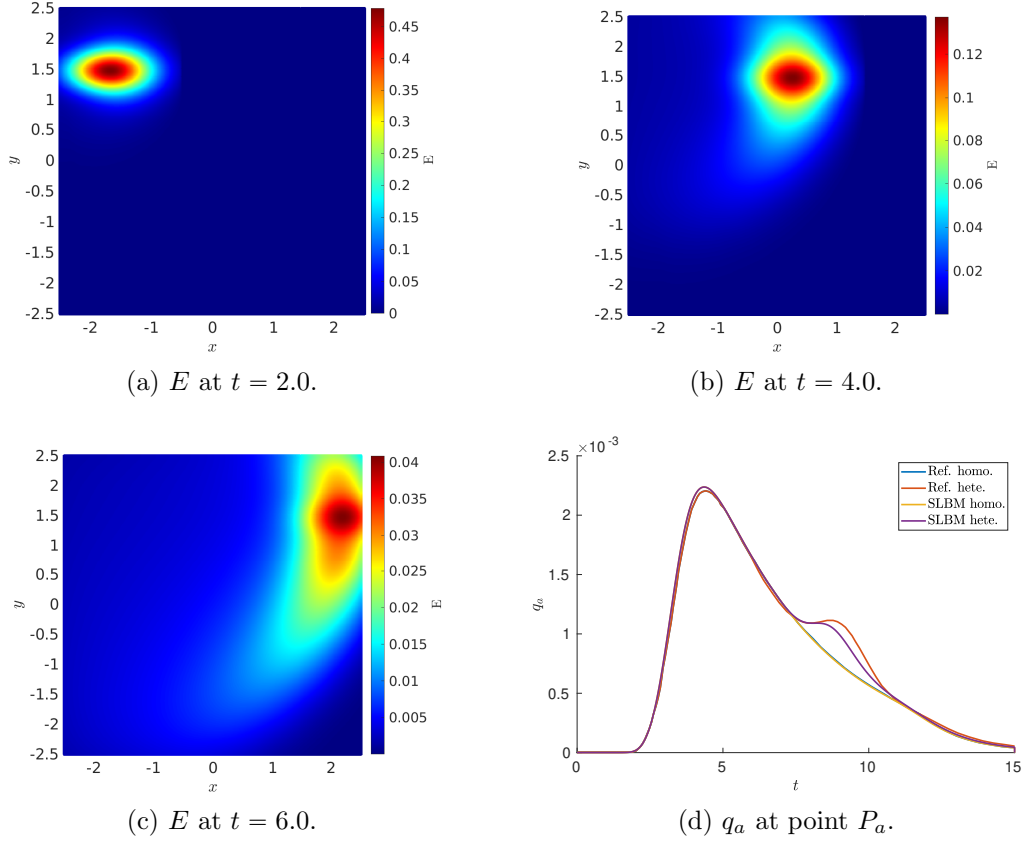 2.5
2
1.5
1
0.5
0
-0.5
-1
-1.5
-2
-2.5
y
-2 -1 0 1 2
x
0.45
0.4
0.35
0.3
0.25
0.2
0.15
0.1
0.05
0
E
(a) E at t = 2.0.
2.5
2
1.5
1
0.5
0
-0.5
-1
-1.5
-2
-2.5
y
-2 -1 0 1 2
x
0.12
0.1
0.08
0.06
0.04
0.02
E
(b) E at t = 4.0.
2.5
2
1.5
1
0.5
0
-0.5
-1
-1.5
-2
-2.5
y
-2 -1 0 1 2
x
0.04
0.035
0.03
0.025
0.02
0.015
0.01
0.005
E
(c) E at t = 6.0.
×10 -3
2.5
2
1.5
1
0.5
0
qa
0 5 10 15
t
Ref. homo.
Ref. hete.
SLBM homo.
SLBM hete.
(d) qa at point Pa.